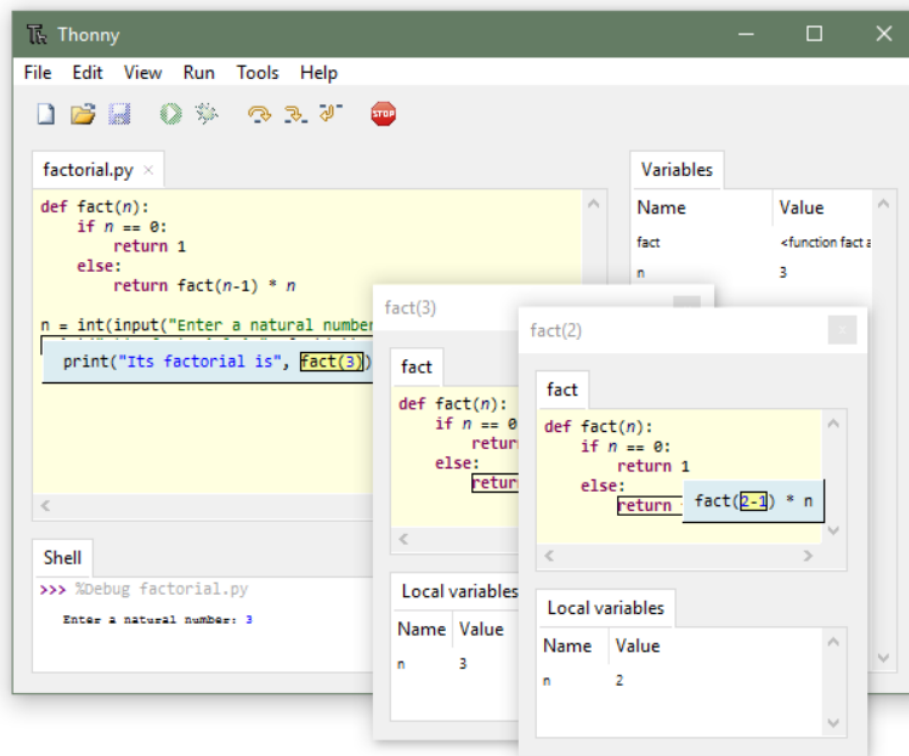 Thonny
File Edit View Run Tools Help
STOP
factorial.py ×
def fact(n):
    if n == 0:
        return 1
    else:
        return fact(n-1) * n
n = int(input("Enter a natural number
print("Its factorial is", fact(3))
Shell
>>> %Debug factorial.py
Enter a natural number: 3
Variables
Name Value
fact <function fact a
n 3
fact(3)
fact
def fact(n):
    if n == 0
        retur
    else:
        retur
Local variables
Name Value
n 3
fact(2)
fact
def fact(n):
    if n == 0:
        return 1
    else:
        return
fact(2-1) * n
Local variables
Name Value
n 2